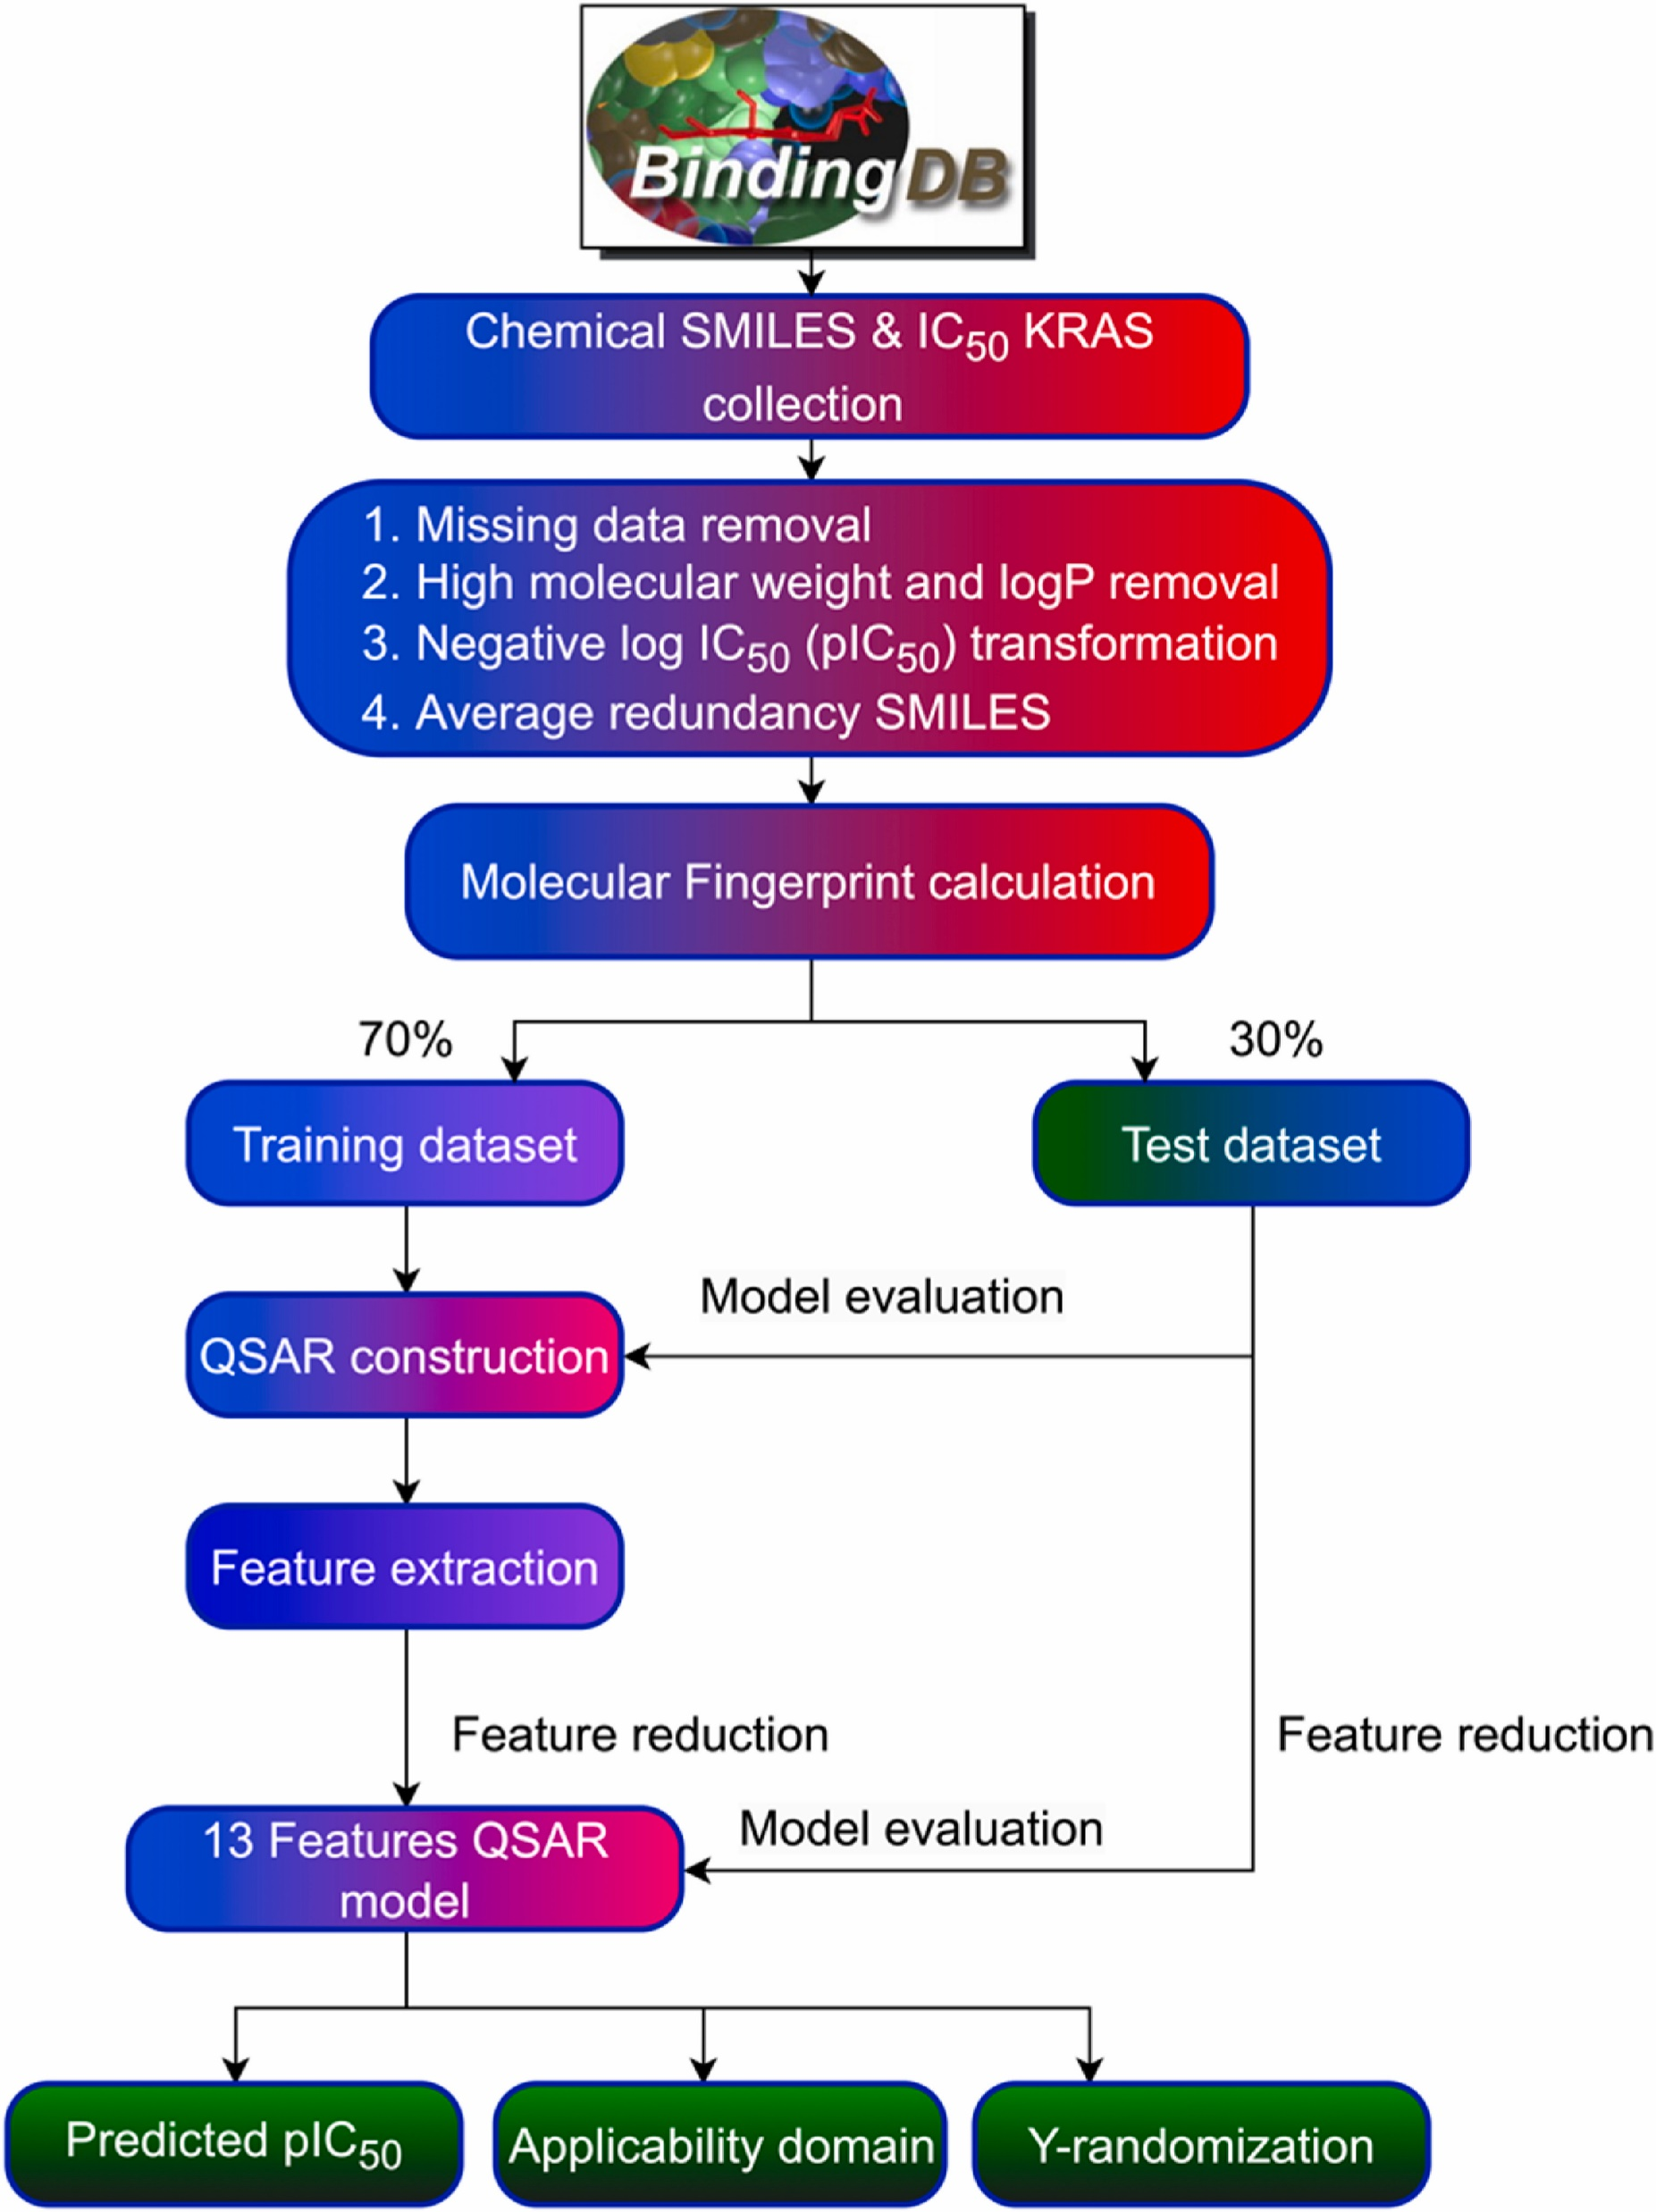 BindingDB
Chemical SMILES & IC50 KRAS
collection
1. Missing data removal
2. High molecular weight and logP removal
3. Negative log IC50 (pIC50) transformation
4. Average redundancy SMILES
Molecular Fingerprint calculation
70%
30%
Training dataset
Test dataset
Model evaluation
QSAR construction
Feature extraction
Feature reduction
Feature reduction
Model evaluation
13 Features QSAR
model
Predicted pIC50
Applicability domain
Y-randomization